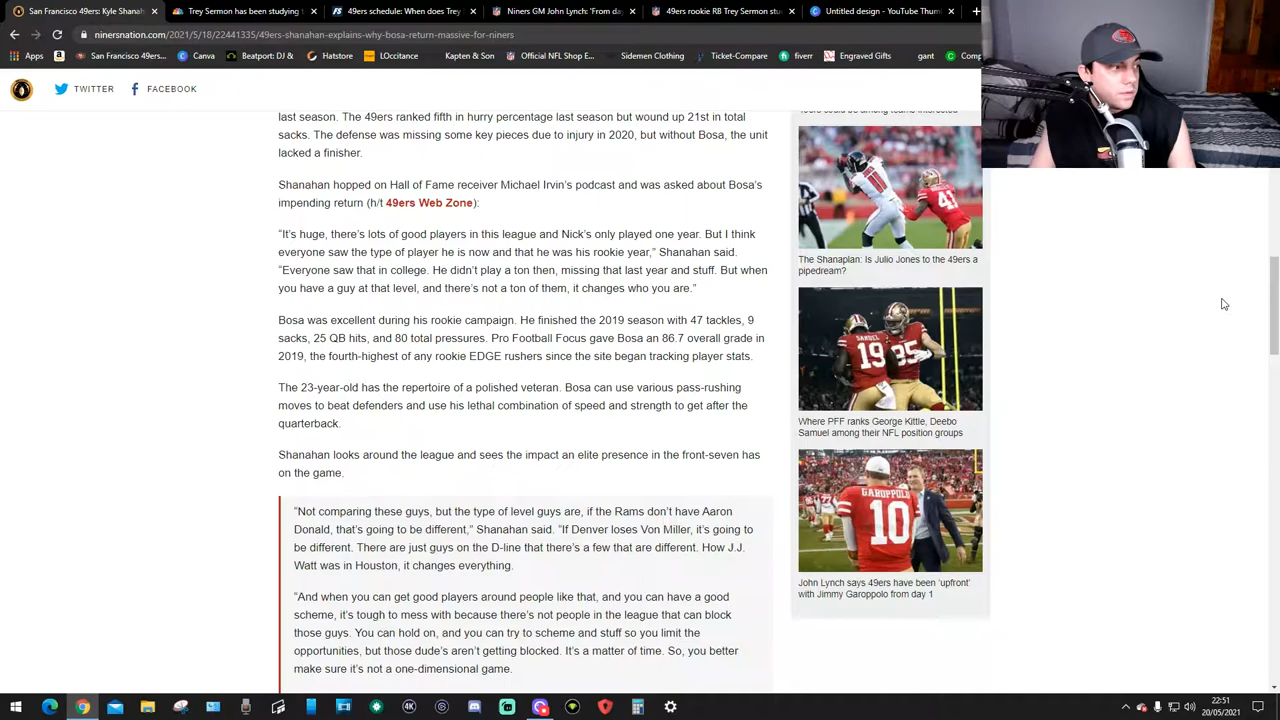 49ers: Shanahan: Kyle Shanah
Trey Sermon has been studying t
49ers schedule: When does Trey
Niners GM John Lynch: 'From day
49ers rookie RB Trey Sermon stu
Untitled design - YouTube Thum
ninersnation.com/2021/5/18/22441335/49ers-shanahan-explains-why-bosa-return-massive-for-niners
Apps
San Francisco 49ers...
Canva
Beatport: DJ &...
Hatstore
LOccitane
Kapten & Son
Official NFL Shop E...
Sidemen Clothing
Ticket-Compare
fiverr
Engraved Gifts
gant
Comp
TWITTER
FACEBOOK
last season. The 49ers ranked fifth in hurry percentage last season but wound up 21st in total
sacks. The defense was missing some key pieces due to injury in 2020, but without Bosa, the unit
lacked a finisher.
Shanahan hopped on Hall of Fame receiver Michael Irvin's podcast and was asked about Bosa's
impending return (h/t 49ers Web Zone):
“It's huge, there's lots of good players in this league and Nick's only played one year. But I think
everyone saw the type of player he is now and that he was his rookie year,” Shanahan said.
“Everyone saw that in college. He didn't play a ton then, missing that last year and stuff. But when
you have a guy at that level, and there's not a ton of them, it changes who you are.”
Bosa was excellent during his rookie campaign. He finished the 2019 season with 47 tackles, 9
sacks, 25 QB hits, and 80 total pressures. Pro Football Focus gave Bosa an 86.7 overall grade in
2019, the fourth-highest of any rookie EDGE rushers since the site began tracking player stats.
The 23-year-old has the repertoire of a polished veteran. Bosa can use various pass-rushing
moves to beat defenders and use his lethal combination of speed and strength to get after the
quarterback.
Shanahan looks around the league and sees the impact an elite presence in the front-seven has
on the game.
“Not comparing these guys, but the type of level guys are, if the Rams don't have Aaron
Donald, that's going to be different,” Shanahan said. “If Denver loses Von Miller, it's going to
be different. There are just guys on the D-line that there's a few that are different. How J.J.
Watt was in Houston, it changes everything.
“And when you can get good players around people like that, and you can have a good
scheme, it's tough to mess with because there's not people in the league that can block
those guys. You can hold on, and you can try to scheme and stuff so you limit the
opportunities, but those dude's aren't getting blocked. It's a matter of time. So, you better
make sure it's not a one-dimensional game.
11
41
The Shanaplan: Is Julio Jones to the 49ers a
pipedream?
SAMUEL
19
85
Where PFF ranks George Kittle, Deebo
Samuel among their NFL position groups
GAROPPOLO
10
John Lynch says 49ers have been ‘upfront’
with Jimmy Garoppolo from day 1
22:51
20/05/2021